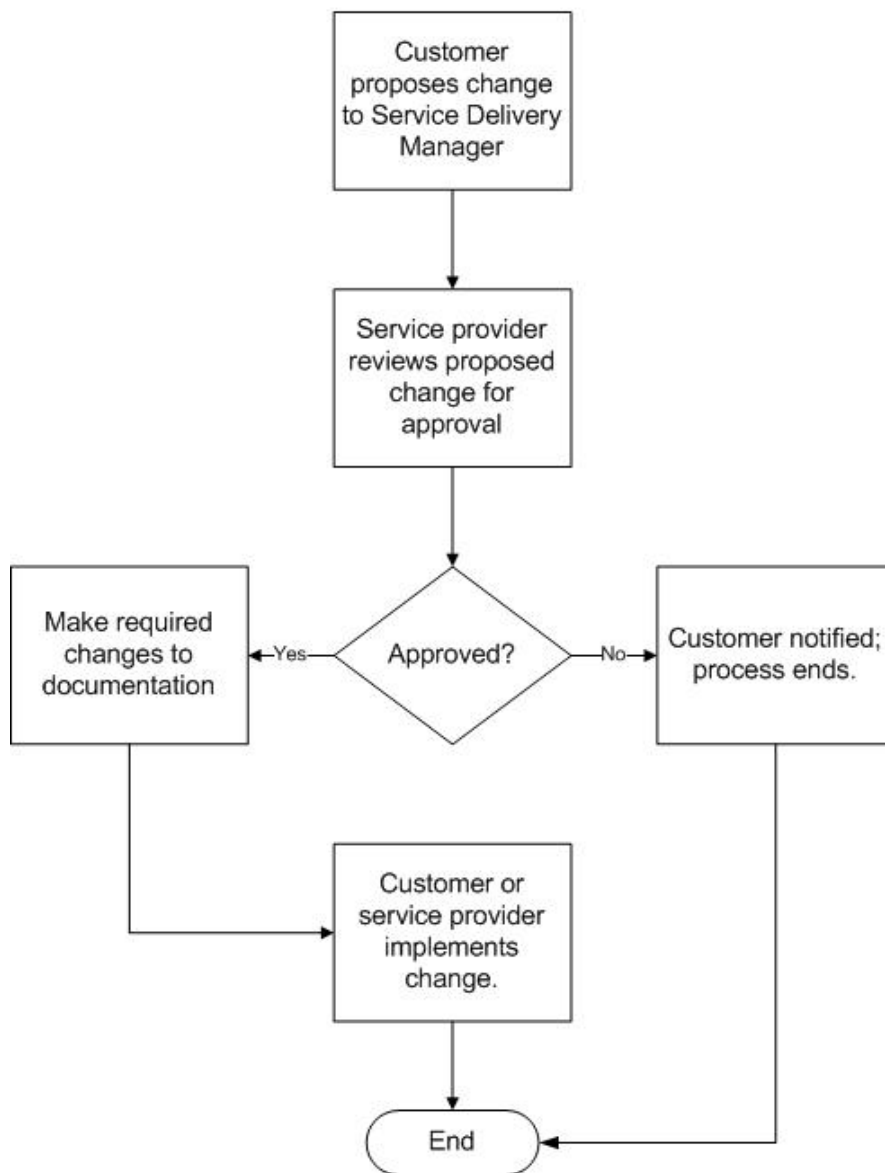 Customer
proposes change
to Service Delivery
Manager
Service provider
reviews proposed
change for
approval
Make required
changes to
documentation
Yes
Approved?
No
Customer notified;
process ends.
Customer or
service provider
implements
change.
End